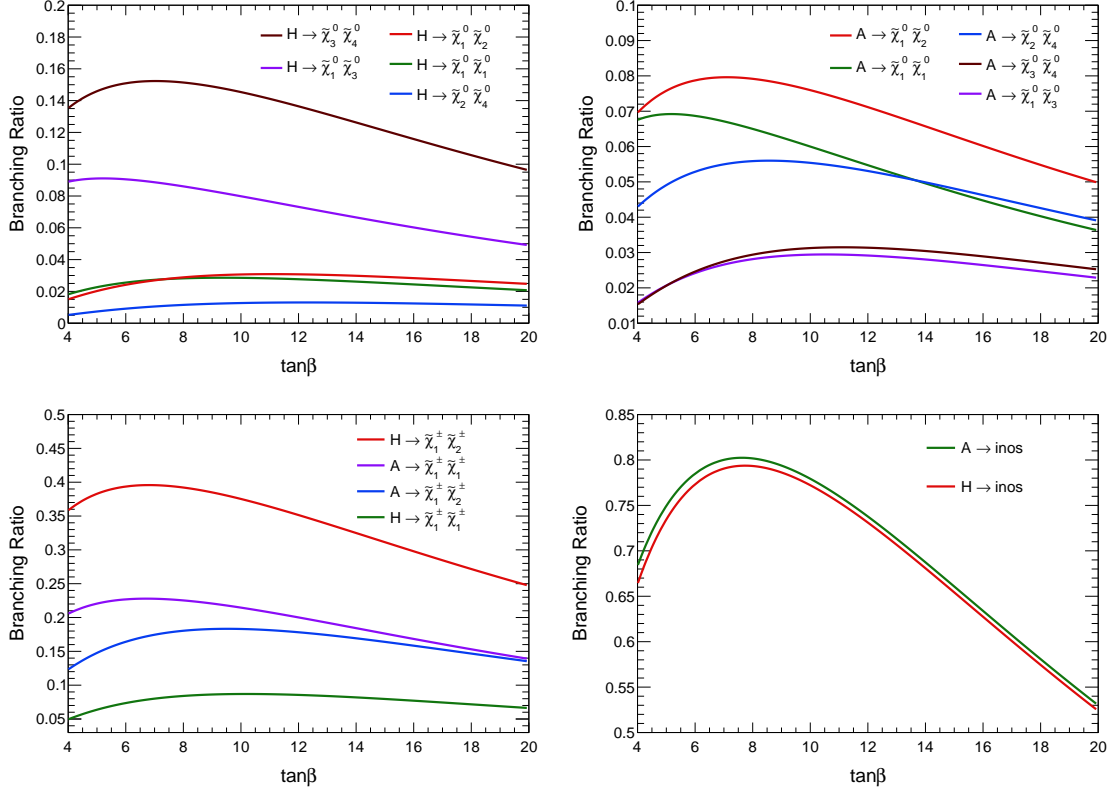 H → χ̃₃⁰ χ̃₄⁰
H → χ̃₁⁰ χ̃₃⁰
H → χ̃₁⁰ χ̃₂⁰
H → χ̃₁⁰ χ̃₁⁰
H → χ̃₂⁰ χ̃₄⁰
Branching Ratio
0.2
0.18
0.16
0.14
0.12
0.1
0.08
0.06
0.04
0.02
0
4 6 8 10 12 14 16 18 20
tanβ
A → χ̃₁⁰ χ̃₂⁰
A → χ̃₁⁰ χ̃₁⁰
A → χ̃₂⁰ χ̃₄⁰
A → χ̃₃⁰ χ̃₄⁰
A → χ̃₁⁰ χ̃₃⁰
Branching Ratio
0.1
0.09
0.08
0.07
0.06
0.05
0.04
0.03
0.02
0.01
4 6 8 10 12 14 16 18 20
tanβ
H → χ̃₁± χ̃₂±
A → χ̃₁± χ̃₁±
A → χ̃₁± χ̃₂±
H → χ̃₁± χ̃₁±
Branching Ratio
0.5
0.45
0.4
0.35
0.3
0.25
0.2
0.15
0.1
0.05
4 6 8 10 12 14 16 18 20
tanβ
A → inos
H → inos
Branching Ratio
0.85
0.8
0.75
0.7
0.65
0.6
0.55
0.5
4 6 8 10 12 14 16 18 20
tanβ